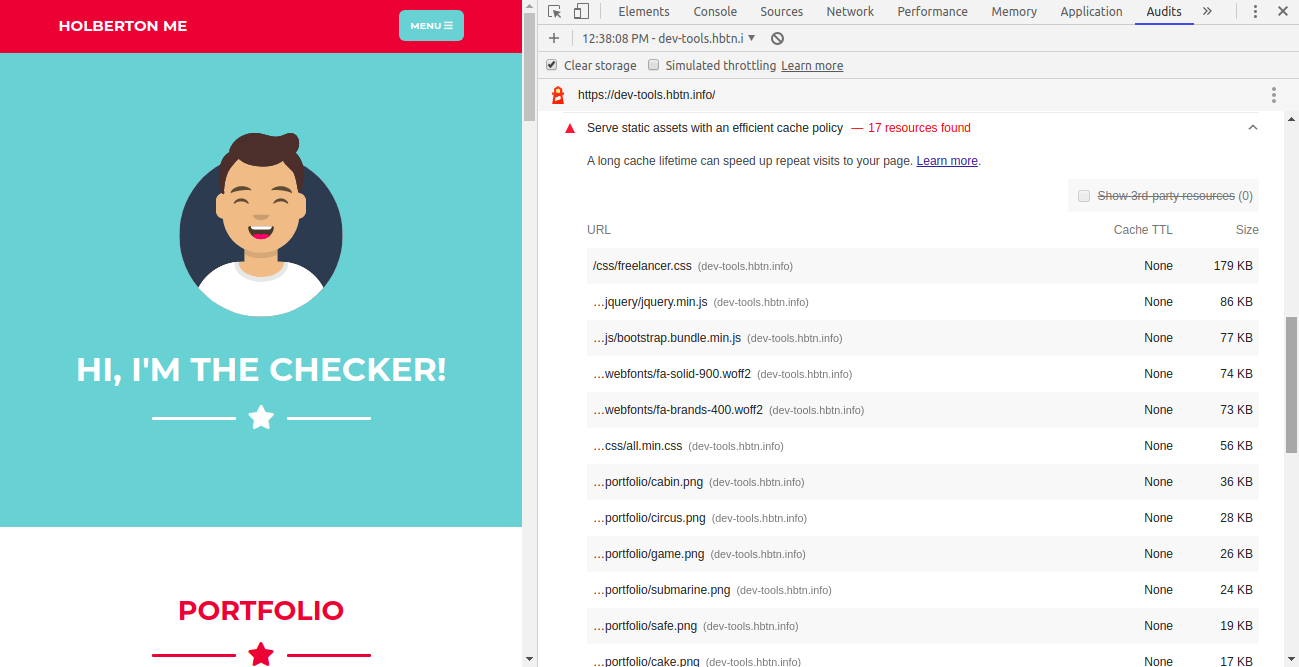 HOLBERTON ME
MENU
HI, I'M THE CHECKER!
PORTFOLIO
Elements Console Sources Network Performance Memory Application Audits »
12:38:08 PM - dev-tools.hbtn.i
Clear storage Simulated throttling Learn more
https://dev-tools.hbtn.info/
Serve static assets with an efficient cache policy — 17 resources found
A long cache lifetime can speed up repeat visits to your page. Learn more.
Show 3rd-party resources (0)
URL Cache TTL Size
/css/freelancer.css (dev-tools.hbtn.info) None 179 KB
…jquery/jquery.min.js (dev-tools.hbtn.info) None 86 KB
…js/bootstrap.bundle.min.js (dev-tools.hbtn.info) None 77 KB
…webfonts/fa-solid-900.woff2 (dev-tools.hbtn.info) None 74 KB
…webfonts/fa-brands-400.woff2 (dev-tools.hbtn.info) None 73 KB
…css/all.min.css (dev-tools.hbtn.info) None 56 KB
…portfolio/cabin.png (dev-tools.hbtn.info) None 36 KB
…portfolio/circus.png (dev-tools.hbtn.info) None 28 KB
…portfolio/game.png (dev-tools.hbtn.info) None 26 KB
…portfolio/submarine.png (dev-tools.hbtn.info) None 24 KB
…portfolio/safe.png (dev-tools.hbtn.info) None 19 KB
…portfolio/cake.png (dev-tools.hbtn.info) None 17 KB